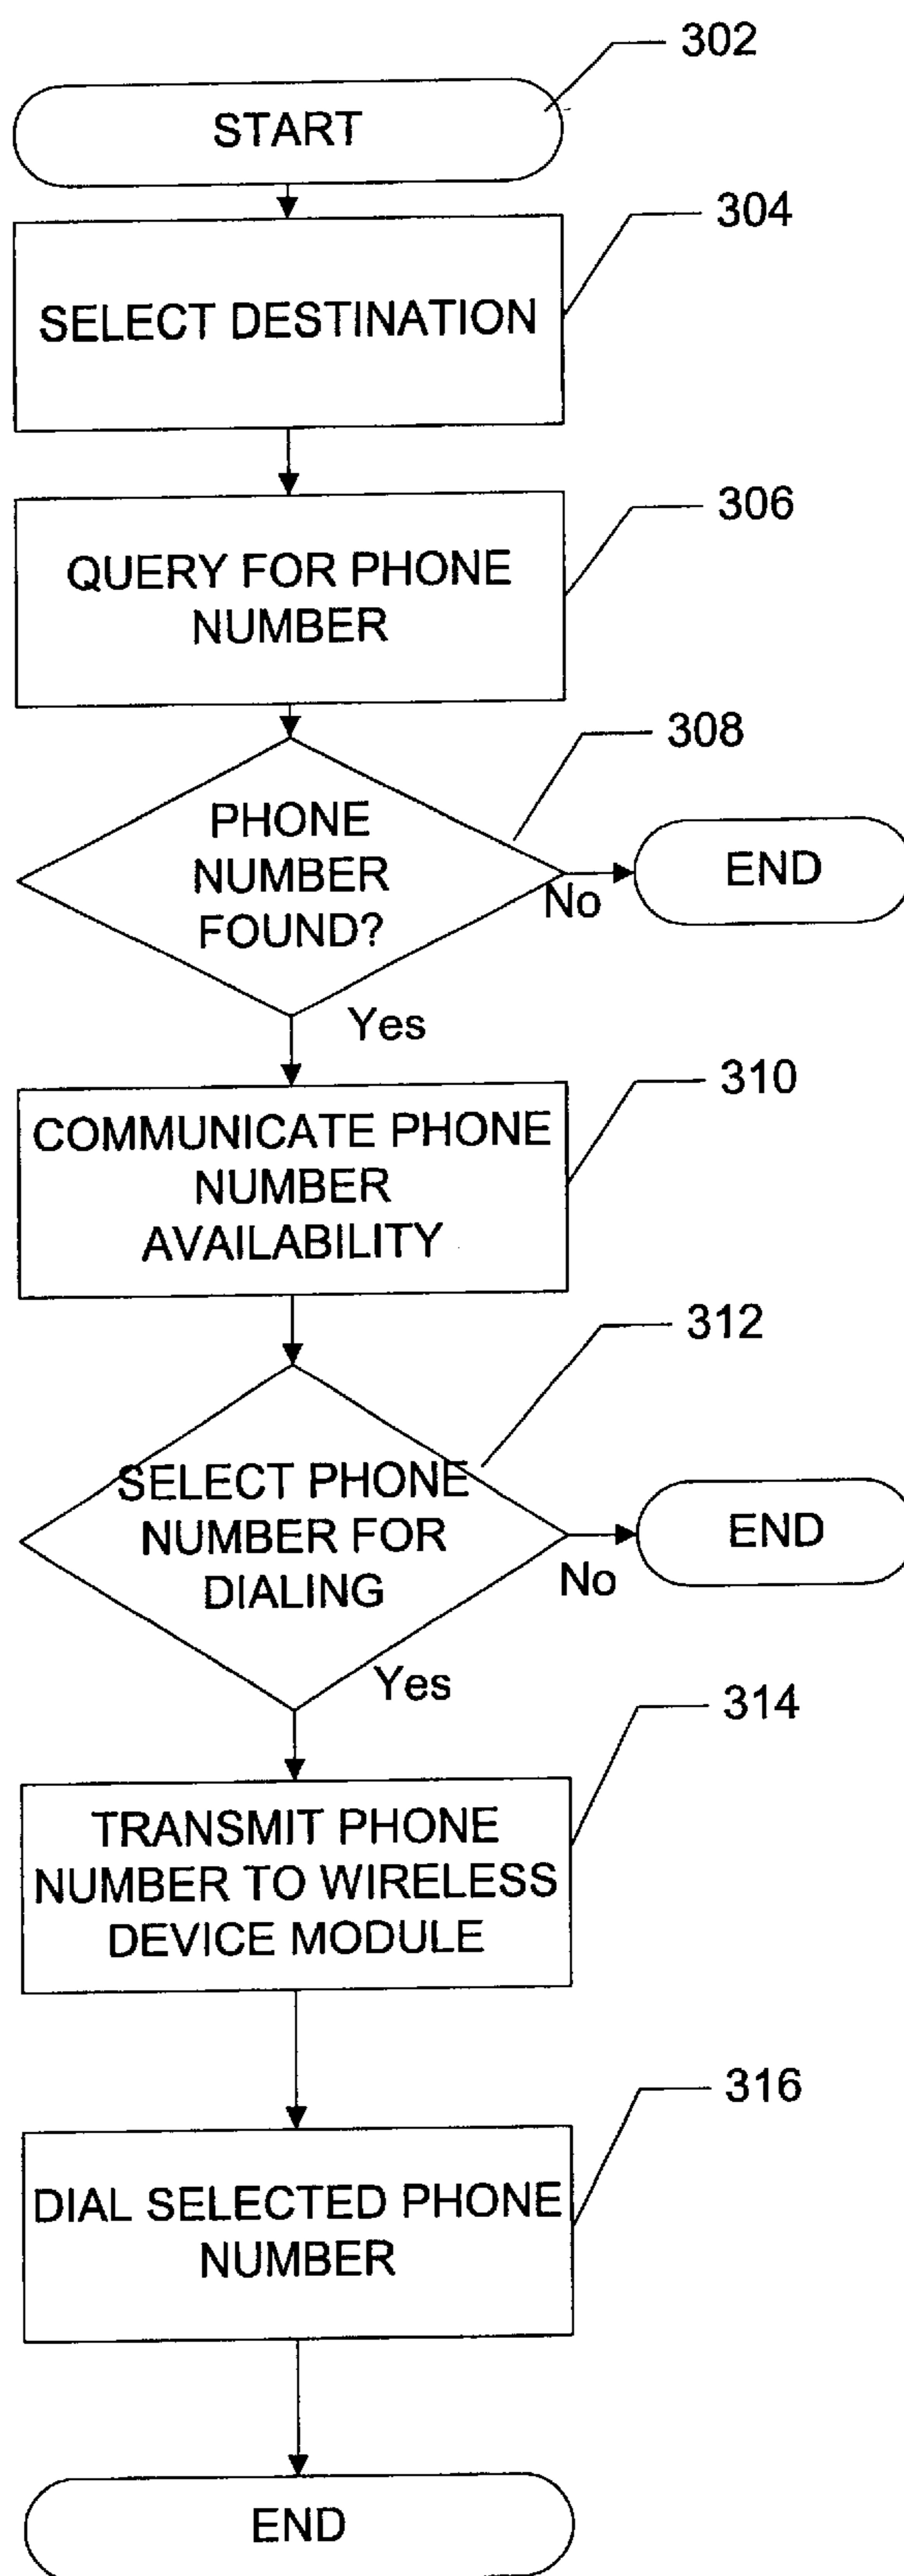 302
START
304
SELECT DESTINATION
306
QUERY FOR PHONE
NUMBER
308
PHONE
NUMBER
FOUND?
No
END
Yes
310
COMMUNICATE PHONE
NUMBER
AVAILABILITY
312
SELECT PHONE
NUMBER FOR
DIALING
No
END
Yes
314
TRANSMIT PHONE
NUMBER TO WIRELESS
DEVICE MODULE
316
DIAL SELECTED PHONE
NUMBER
END